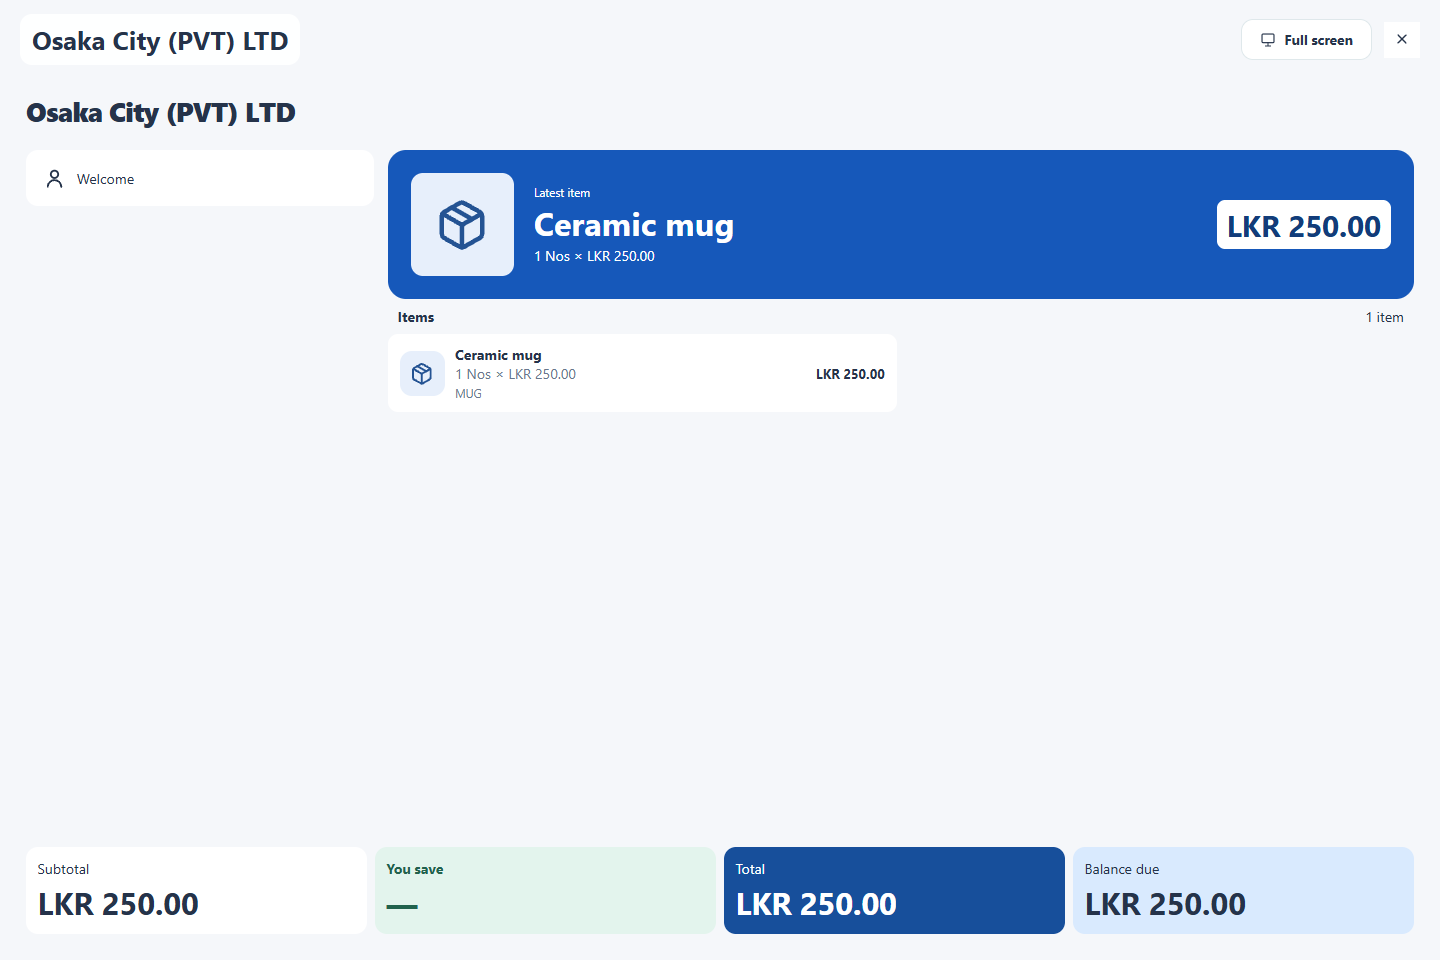 Osaka City (PVT) LTD
Full screen
Osaka City (PVT) LTD
Welcome
Latest item
Ceramic mug
1 Nos × LKR 250.00
LKR 250.00
Items
1 item
Ceramic mug
1 Nos × LKR 250.00
MUG
LKR 250.00
Subtotal
LKR 250.00
You save
—
Total
LKR 250.00
Balance due
LKR 250.00